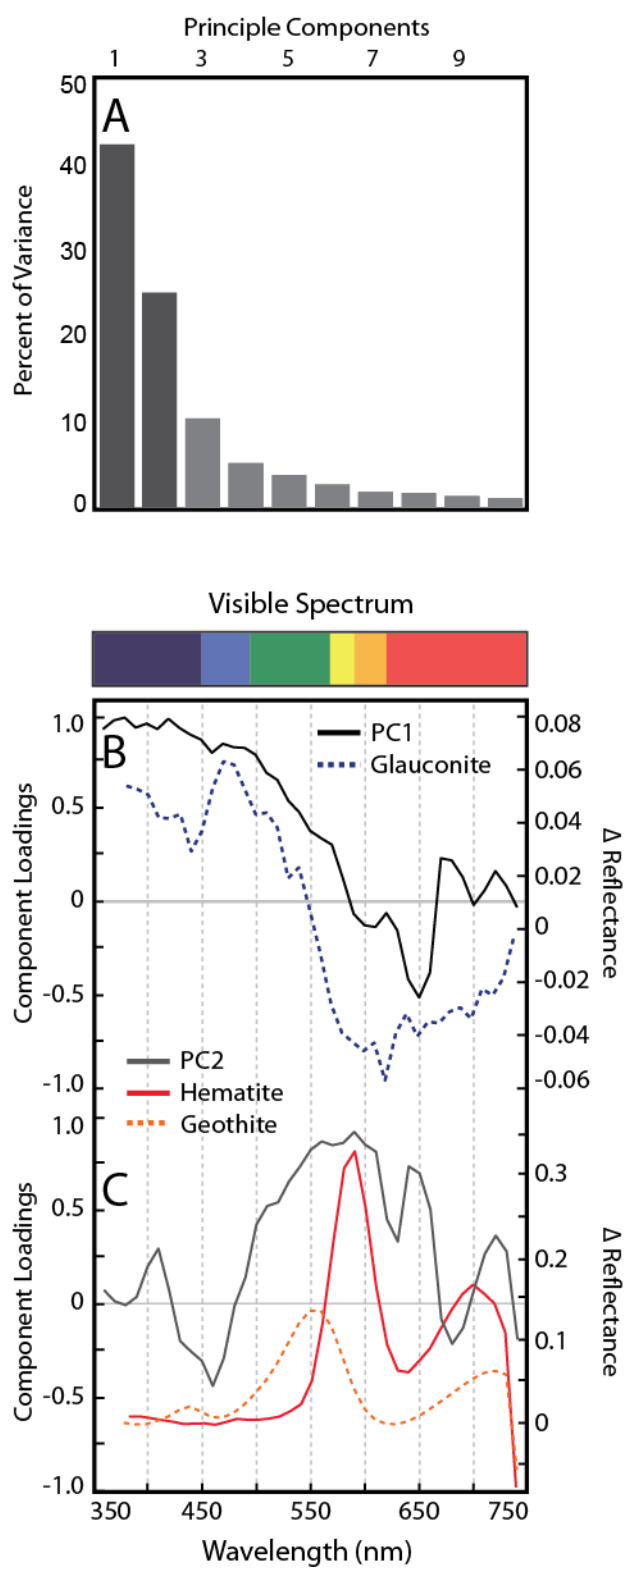 Principle Components
1 3 5 7 9
50
A
40
30
20
10
0
Percent of Variance
Visible Spectrum
1.0
0.5
0
-0.5
-1.0
Component Loadings
B
PC1
Glauconite
0.08
0.06
0.04
0.02
0
-0.02
-0.04
-0.06
Δ Reflectance
PC2
Hematite
Geothite
1.0
0.5
0
-0.5
-1.0
Component Loadings
C
0.3
0.2
0.1
0
Δ Reflectance
350 450 550 650 750
Wavelength (nm)